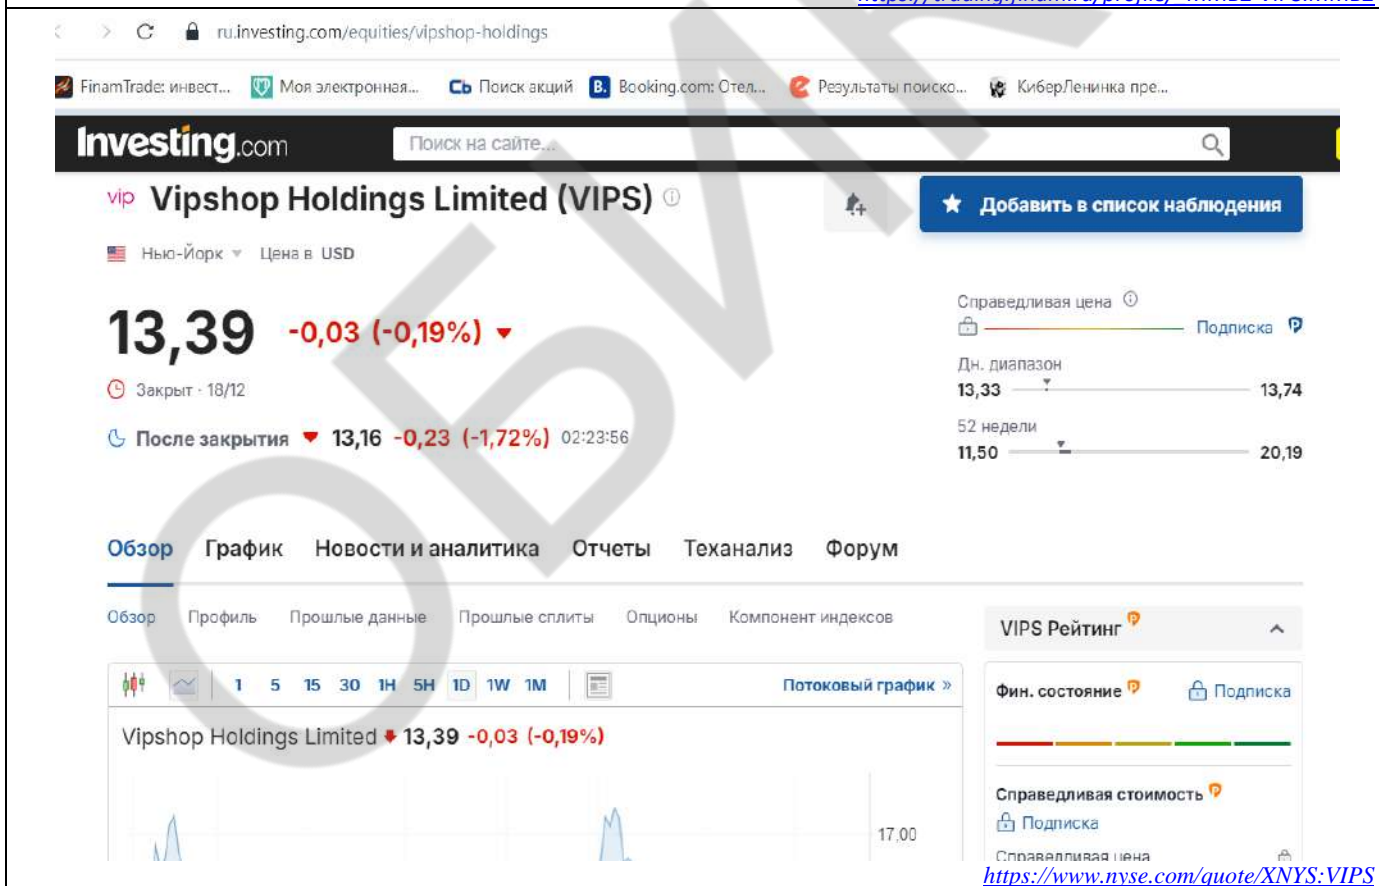 ru.investing.com/equities/vipshop-holdings
FinamTrade: инвест... Моя электронная... Сь Поиск акций B. Booking.com: Отел... Результаты поиско... КиберЛенинка пре...
Investing.com Поиск на сайте...
vip Vipshop Holdings Limited (VIPS)
Добавить в список наблюдения
Нью-Йорк Цена в USD
13,39 -0,03 (-0,19%)
Справедливая цена
Подписка
Закрыт · 18/12
Дн. диапазон
13,33 13,74
После закрытия 13,16 -0,23 (-1,72%) 02:23:56
52 недели
11,50 20,19
Обзор График Новости и аналитика Отчеты Теханализ Форум
Обзор Профиль Прошлые данные Прошлые сплиты Опционы Компонент индексов
VIPS Рейтинг
1 5 15 30 1H 5H 1D 1W 1M Потоковый график »
Фин. состояние Подписка
Vipshop Holdings Limited 13,39 -0,03 (-0,19%)
Справедливая стоимость
Подписка
17,00
Справедливая цена
https://www.nyse.com/quote/XNYS:VIPS